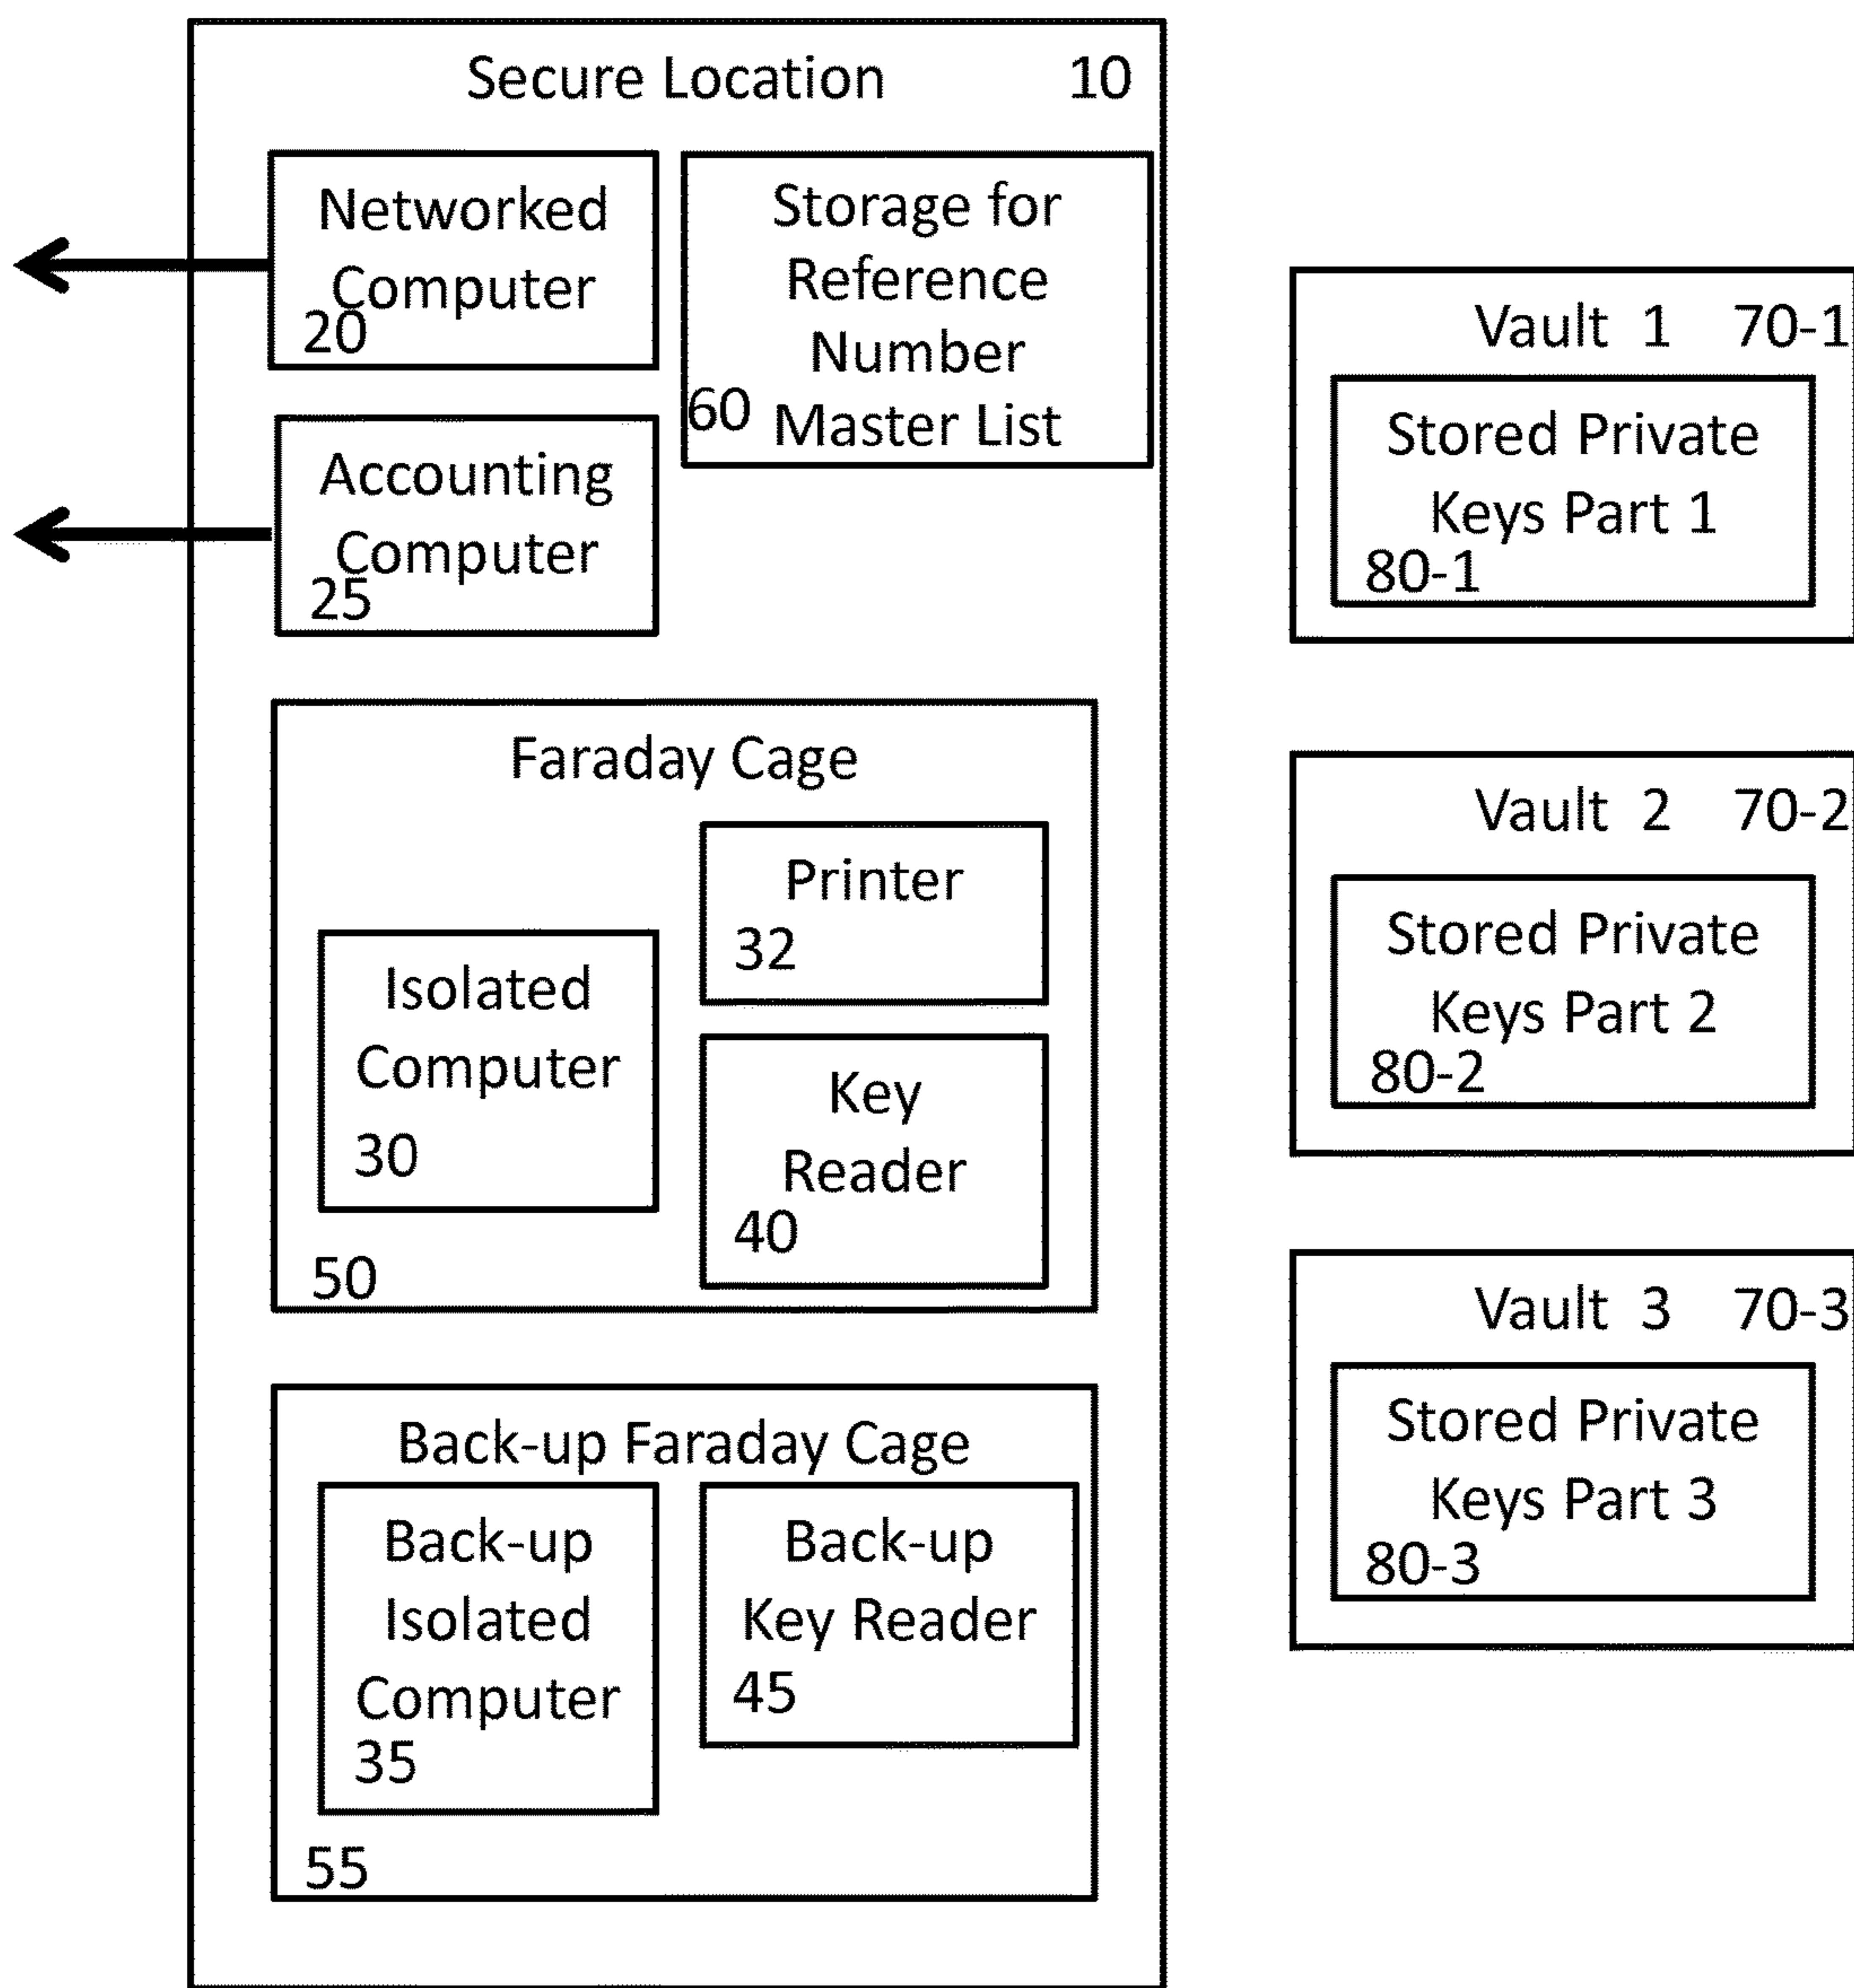 Secure Location 10
Networked
Computer
20
Storage for
Reference
Number
60 Master List
Accounting
Computer
25
Faraday Cage
Printer
32
Isolated
Computer
30
Key
Reader
40
50
Back-up Faraday Cage
Back-up
Isolated
Computer
35
Back-up
Key Reader
45
55
Vault 1 70-1
Stored Private
Keys Part 1
80-1
Vault 2 70-2
Stored Private
Keys Part 2
80-2
Vault 3 70-3
Stored Private
Keys Part 3
80-3